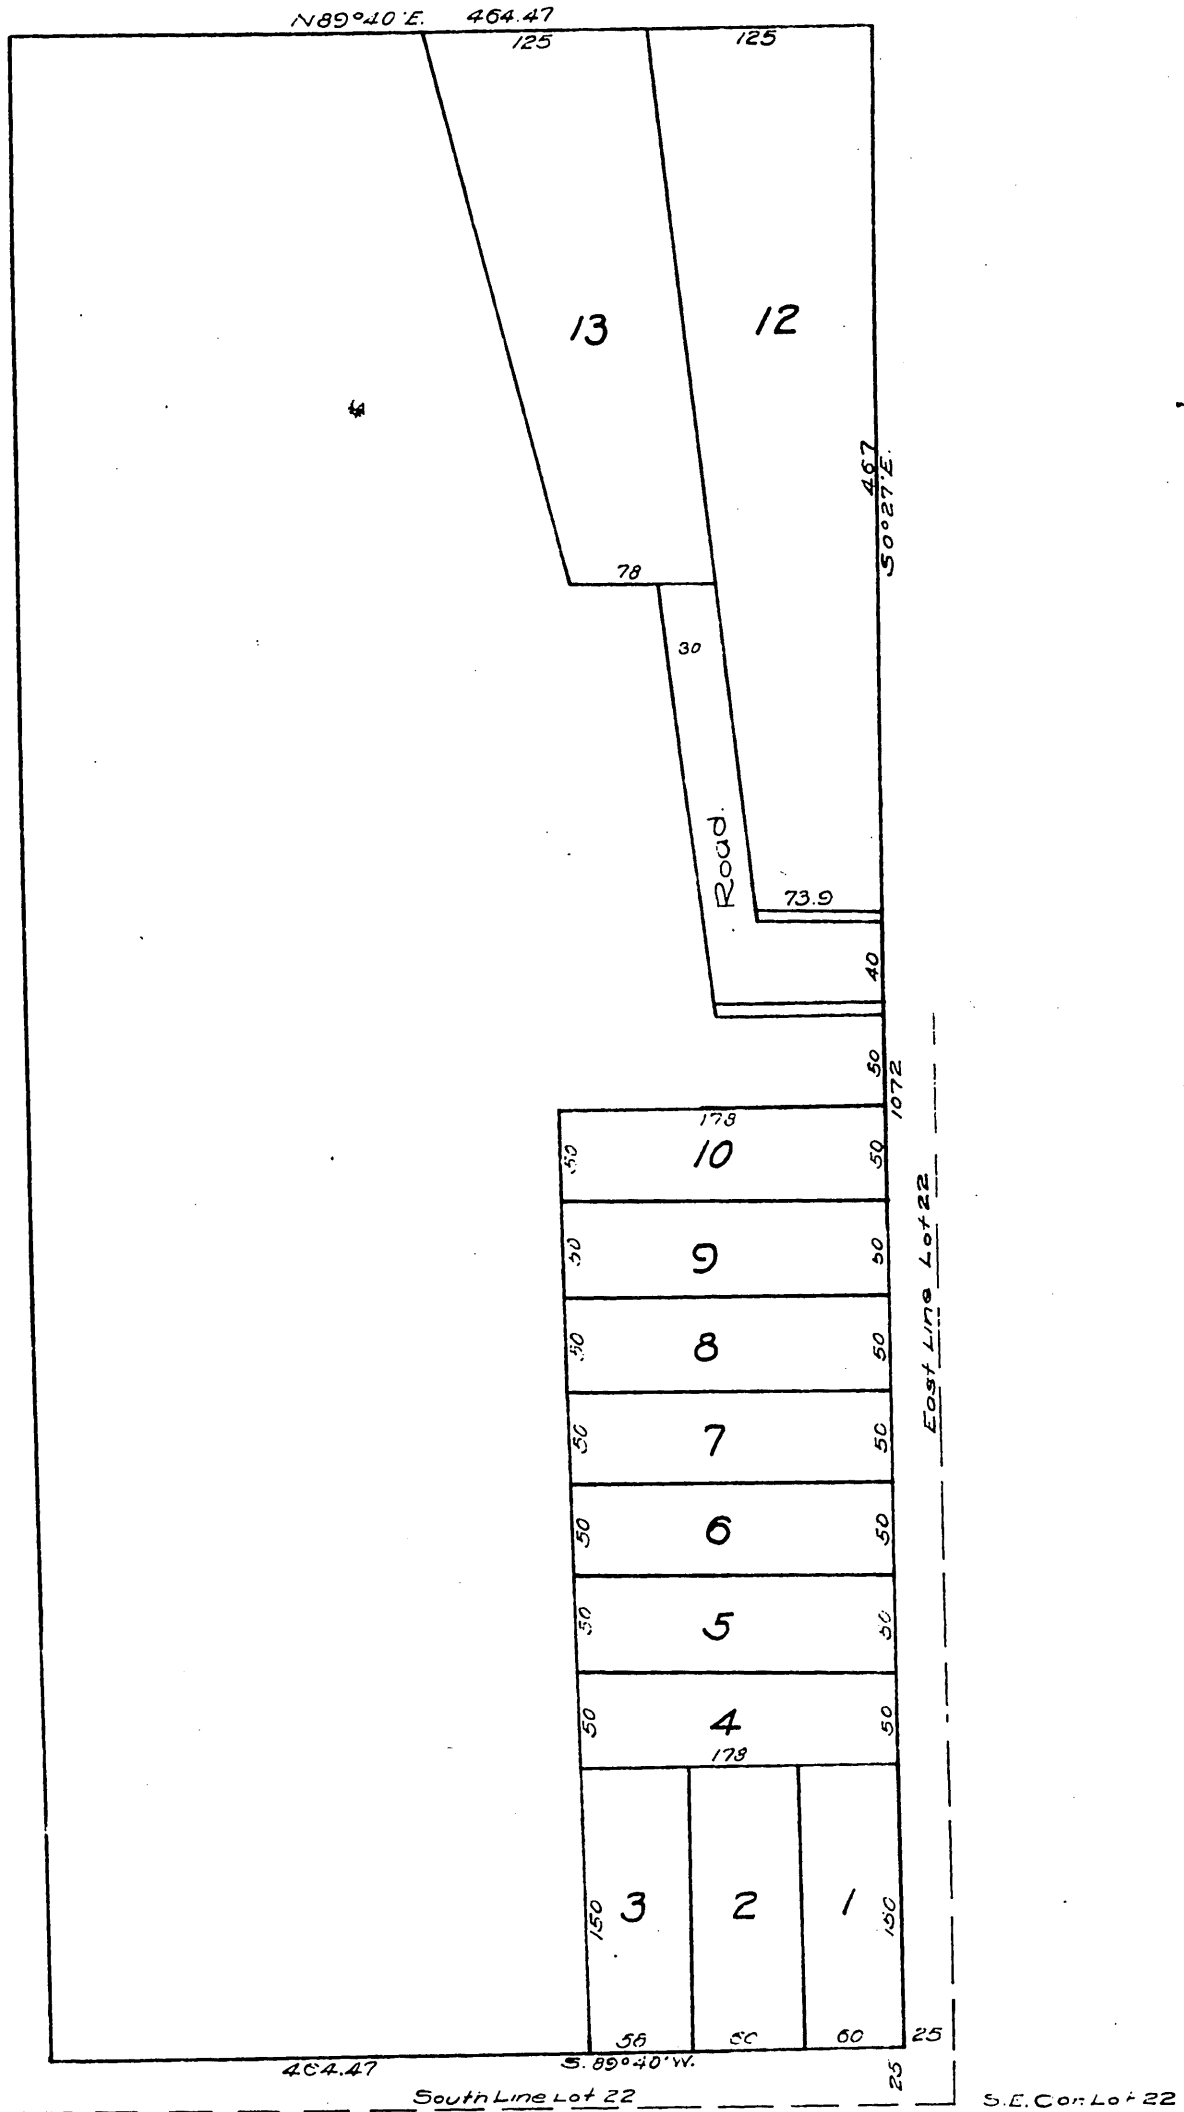 N89°40'E. 464.47
125 125
13 12
467
S0°27'E.
78
30
Road.
73.9
40
50
1072
178
50 10 50
50 9 50
50 8 50
East Line Lot 22
50 7 50
50 6 50
50 5 50
50 4 50
178
150 3 2 1 150
58 60 60 25
464.47 S. 89°40'W.
25
South Line Lot 22
S.E. Cor. Lot 22